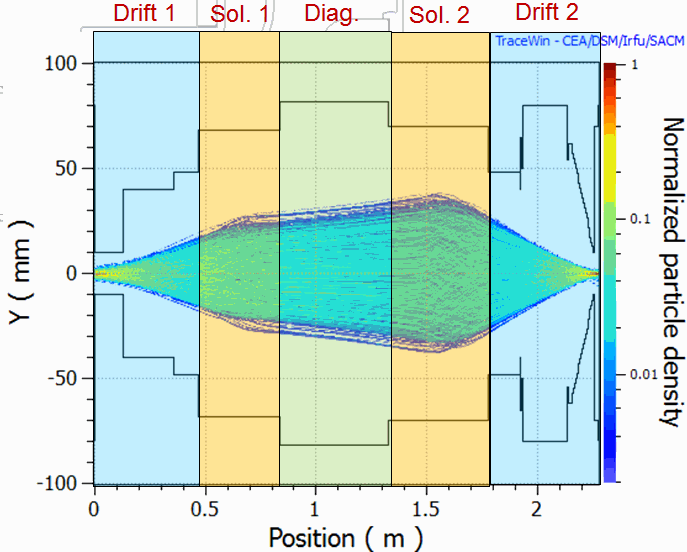 Drift 1 Sol. 1 Diag. Sol. 2 Drift 2
TraceWin - CEA/DSM/Irfu/SACM
100
50
0
-50
-100
Y ( mm )
0 0.5 1 1.5 2
Position ( m )
1
0.1
0.01
Normalized particle density